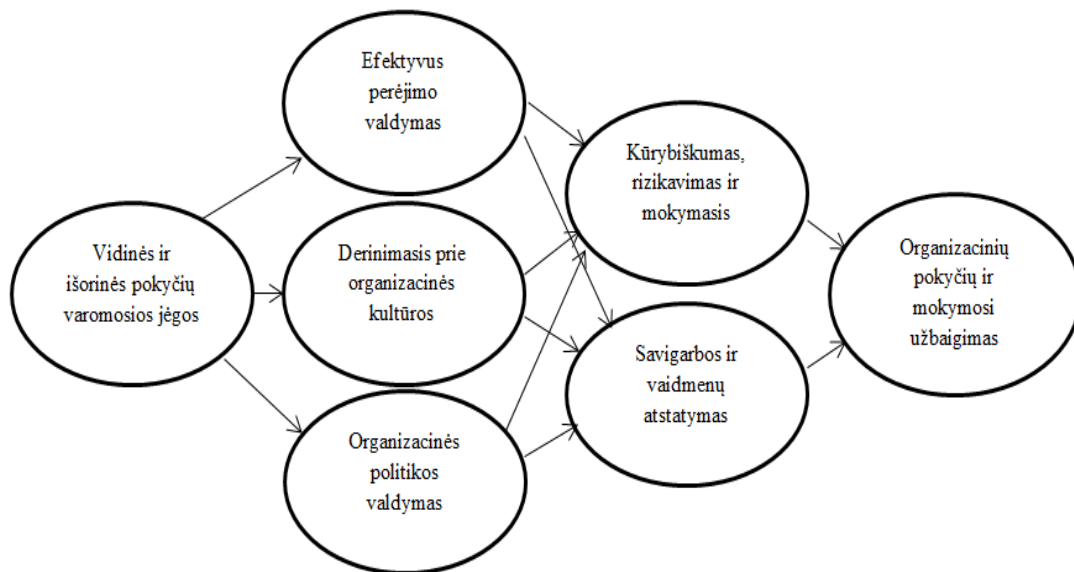 Efektyvus
perėjimo
valdymas
Kūrybiškumas,
rizikavimas ir
mokymasis
Vidinės ir
išorinės pokyčių
varomosios jėgos
Derinimasis prie
organizacinės
kultūros
Organizacinių
pokyčių ir
mokymosi
užbaigimas
Savigarbos ir
vaidmenų
atstatymas
Organizacinės
politikos
valdymas